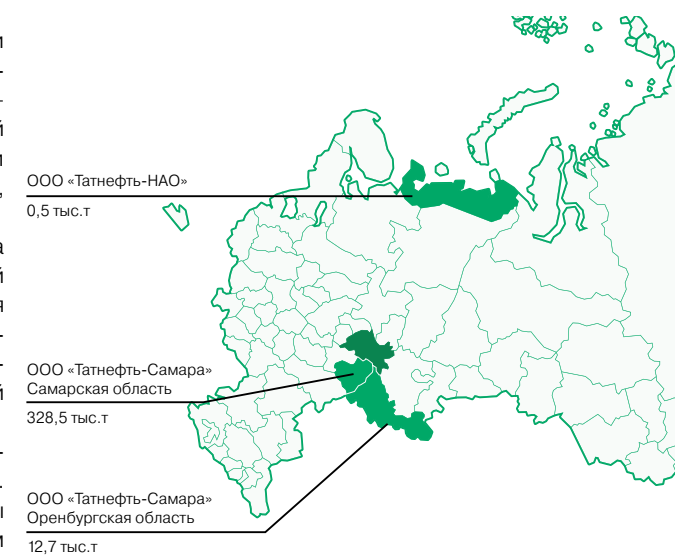 ООО «Татнефть-НАО»
0,5 тыс.т
ООО «Татнефть-Самара»
Самарская область
328,5 тыс.т
ООО «Татнефть-Самара»
Оренбургская область
12,7 тыс.т